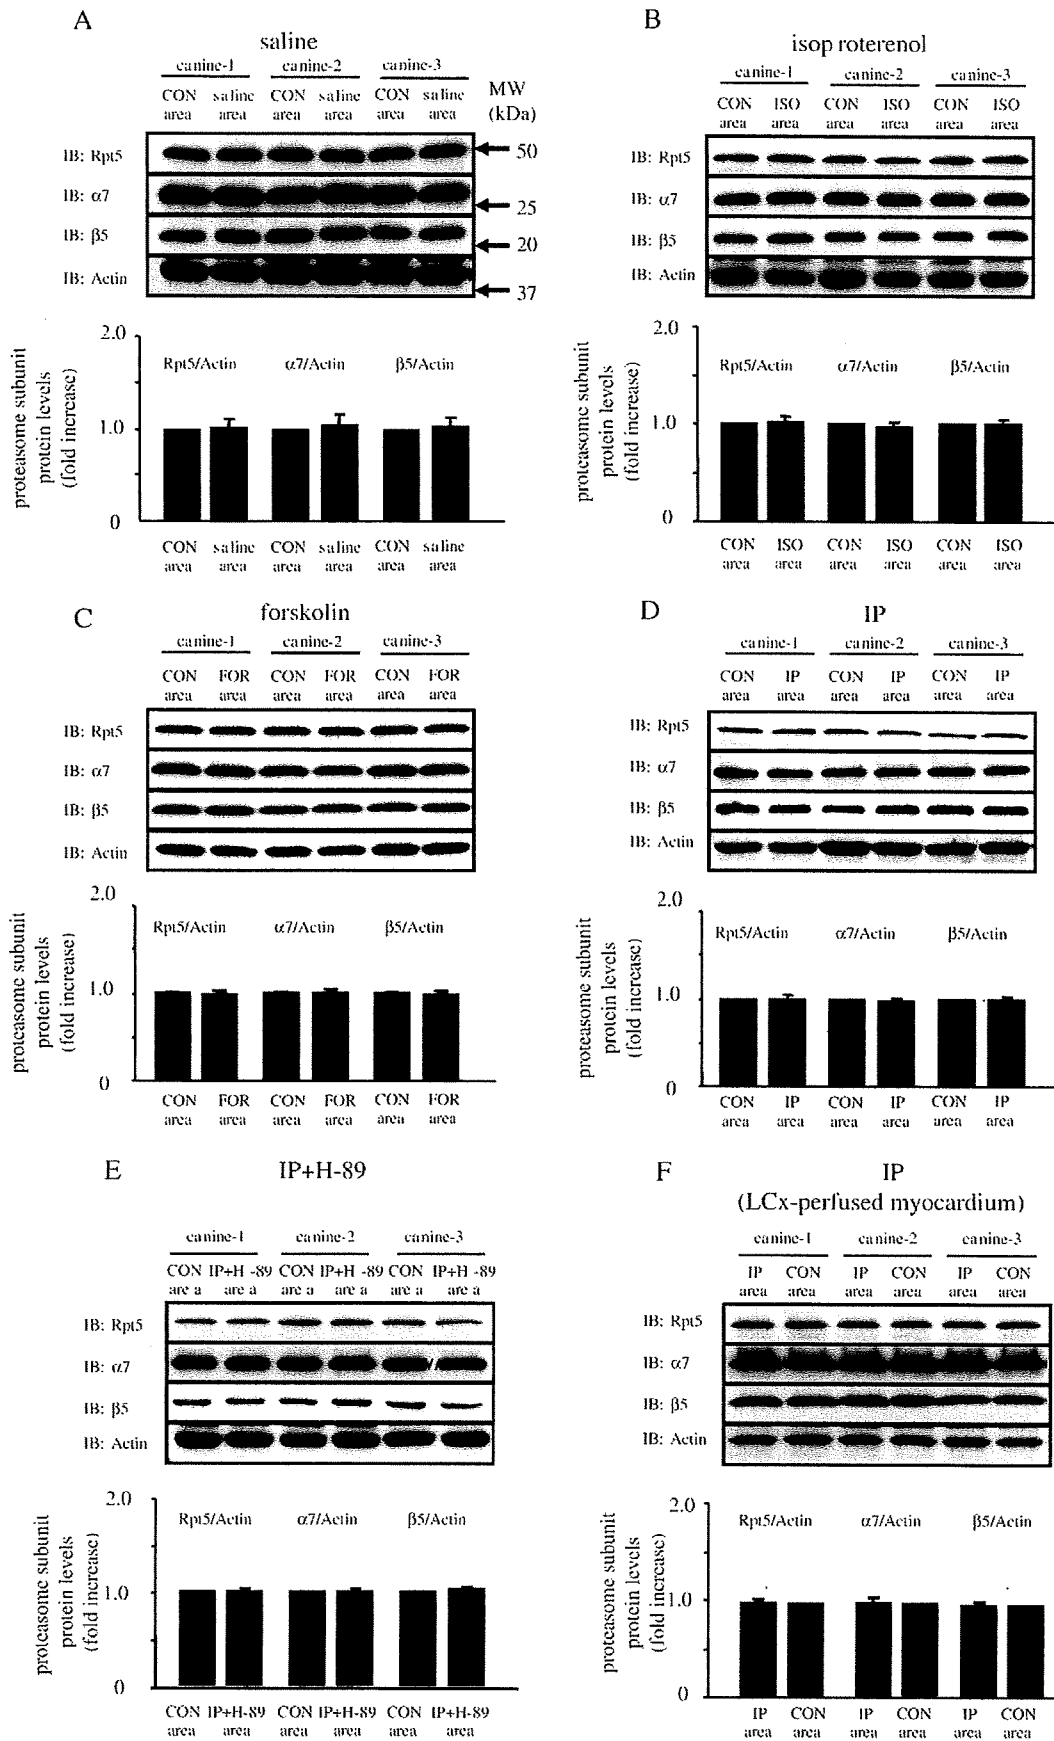 A
saline
canine-1 canine-2 canine-3
CON saline CON saline CON saline
area area area area area area
MW
(kDa)
IB: Rpt5
IB: α7
IB: β5
IB: Actin
50
25
20
37
proteasome subunit
protein levels
(fold increase)
2.0
1.0
0
Rpt5/Actin α7/Actin β5/Actin
CON saline CON saline CON saline
area area area area area area
B
isop roterenol
canine-1 canine-2 canine-3
CON ISO CON ISO CON ISO
area area area area area area
IB: Rpt5
IB: α7
IB: β5
IB: Actin
proteasome subunit
protein levels
(fold increase)
2.0
1.0
0
Rpt5/Actin α7/Actin β5/Actin
CON ISO CON ISO CON ISO
area area area area area area
C
forskolin
canine-1 canine-2 canine-3
CON FOR CON FOR CON FOR
area area area area area area
IB: Rpt5
IB: α7
IB: β5
IB: Actin
proteasome subunit
protein levels
(fold increase)
2.0
1.0
0
Rpt5/Actin α7/Actin β5/Actin
CON FOR CON FOR CON FOR
area area area area area area
D
IP
canine-1 canine-2 canine-3
CON IP CON IP CON IP
area area area area area area
IB: Rpt5
IB: α7
IB: β5
IB: Actin
proteasome subunit
protein levels
(fold increase)
2.0
1.0
0
Rpt5/Actin α7/Actin β5/Actin
CON IP CON IP CON IP
area area area area area area
E
IP+H-89
canine-1 canine-2 canine-3
CON IP+H -89 CON IP+H -89 CON IP+H -89
are a are a are a are a are a are a
IB: Rpt5
IB: α7
IB: β5
IB: Actin
proteasome subunit
protein levels
(fold increase)
2.0
1.0
0
Rpt5/Actin α7/Actin β5/Actin
CON IP+H-89 CON IP+H-89 CON IP+H-89
area area area area area area
F
IP
(LCx-perfused myocardium)
canine-1 canine-2 canine-3
IP CON IP CON IP CON
area area area area area area
IB: Rpt5
IB: α7
IB: β5
IB: Actin
proteasome subunit
protein levels
(fold increase)
2.0
1.0
0
Rpt5/Actin α7/Actin β5/Actin
IP CON IP CON IP CON
area area area area area area